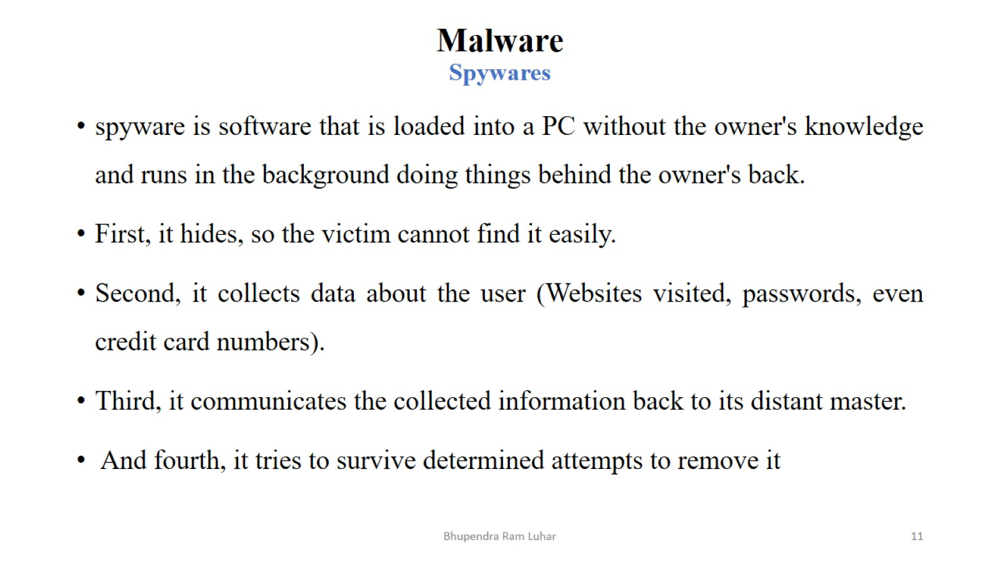 Malware
Spywares
• spyware is software that is loaded into a PC without the owner's knowledge
and runs in the background doing things behind the owner's back.
• First, it hides, so the victim cannot find it easily.
• Second, it collects data about the user (Websites visited, passwords, even
credit card numbers).
• Third, it communicates the collected information back to its distant master.
• And fourth, it tries to survive determined attempts to remove it
Bhupendra Ram Luhar
11